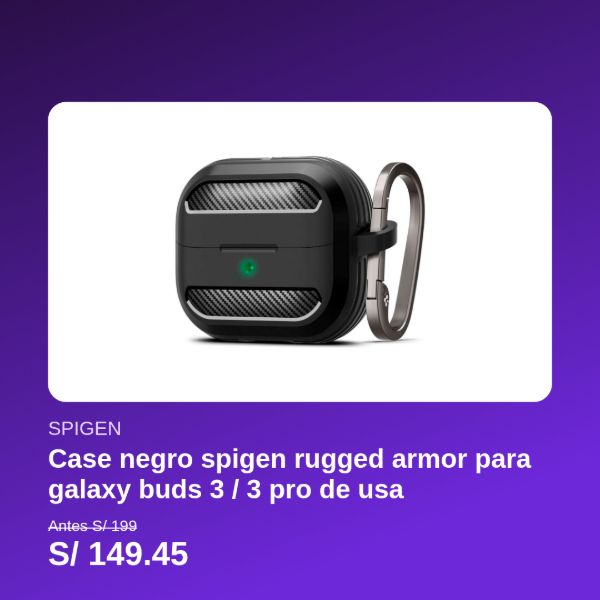 SPIGEN
Case negro spigen rugged armor para
galaxy buds 3 / 3 pro de usa
Antes S/ 199
S/ 149.45